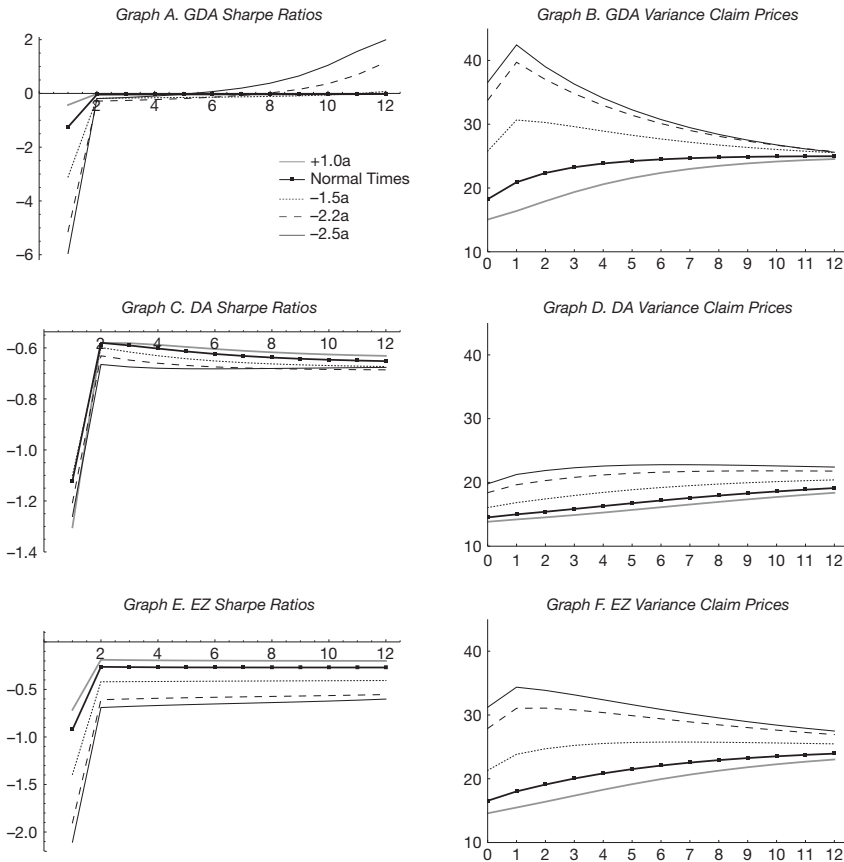 Graph A. GDA Sharpe Ratios
2
0
−2
−4
−6
2 4 6 8 10 12
+1.0a
Normal Times
−1.5a
−2.2a
−2.5a
Graph B. GDA Variance Claim Prices
40
30
20
10
0 1 2 3 4 5 6 7 8 9 10 11 12
Graph C. DA Sharpe Ratios
2 4 6 8 10 12
−0.6
−0.8
−1.0
−1.2
−1.4
Graph D. DA Variance Claim Prices
40
30
20
10
0 1 2 3 4 5 6 7 8 9 10 11 12
Graph E. EZ Sharpe Ratios
2 4 6 8 10 12
−0.5
−1.0
−1.5
−2.0
Graph F. EZ Variance Claim Prices
40
30
20
10
0 1 2 3 4 5 6 7 8 9 10 11 12